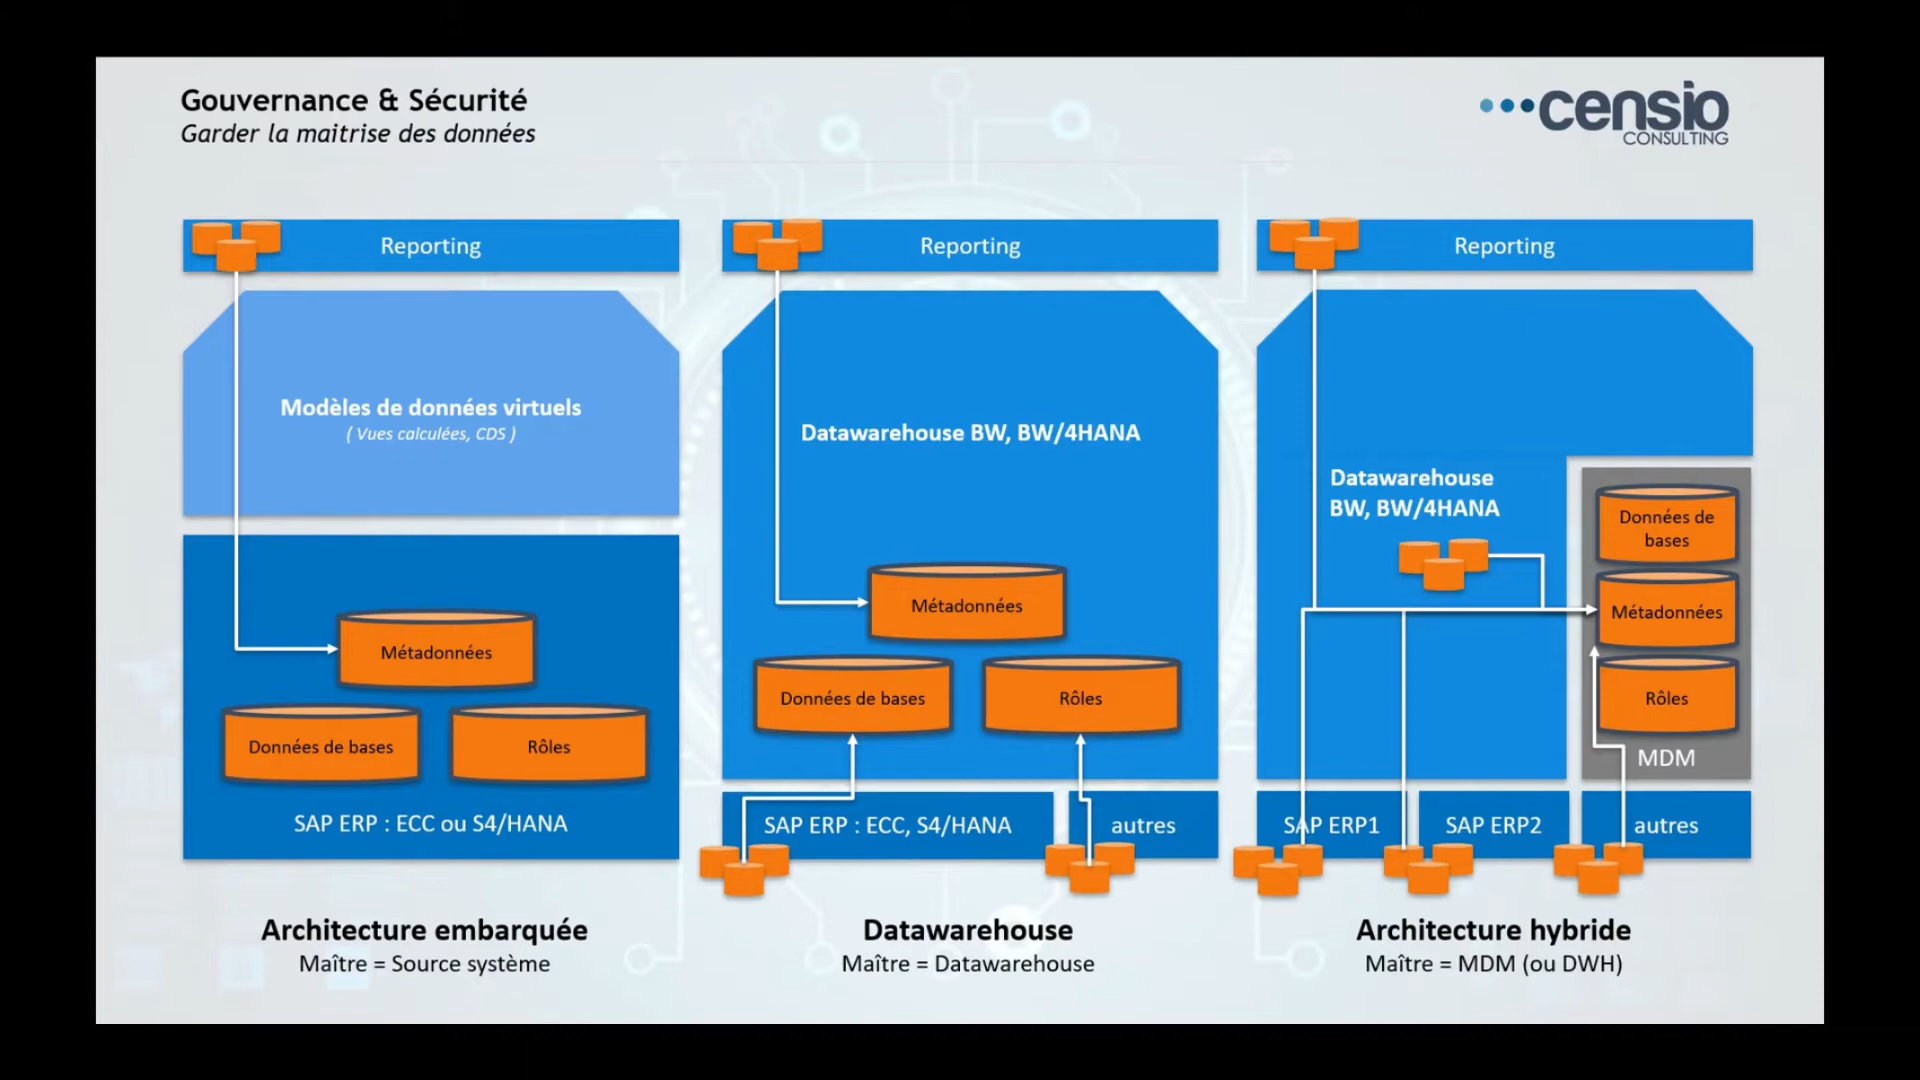 Gouvernance & Sécurité
Garder la maitrise des données
censio
CONSULTING
Reporting
Modèles de données virtuels
( Vues calculées, CDS )
Métadonnées
Données de bases
Rôles
SAP ERP : ECC ou S4/HANA
Architecture embarquée
Maître = Source système
Reporting
Datawarehouse BW, BW/4HANA
Métadonnées
Données de bases
Rôles
SAP ERP : ECC, S4/HANA
autres
Datawarehouse
Maître = Datawarehouse
Reporting
Datawarehouse
BW, BW/4HANA
Données de
bases
Métadonnées
Rôles
MDM
SAP ERP1
SAP ERP2
autres
Architecture hybride
Maître = MDM (ou DWH)